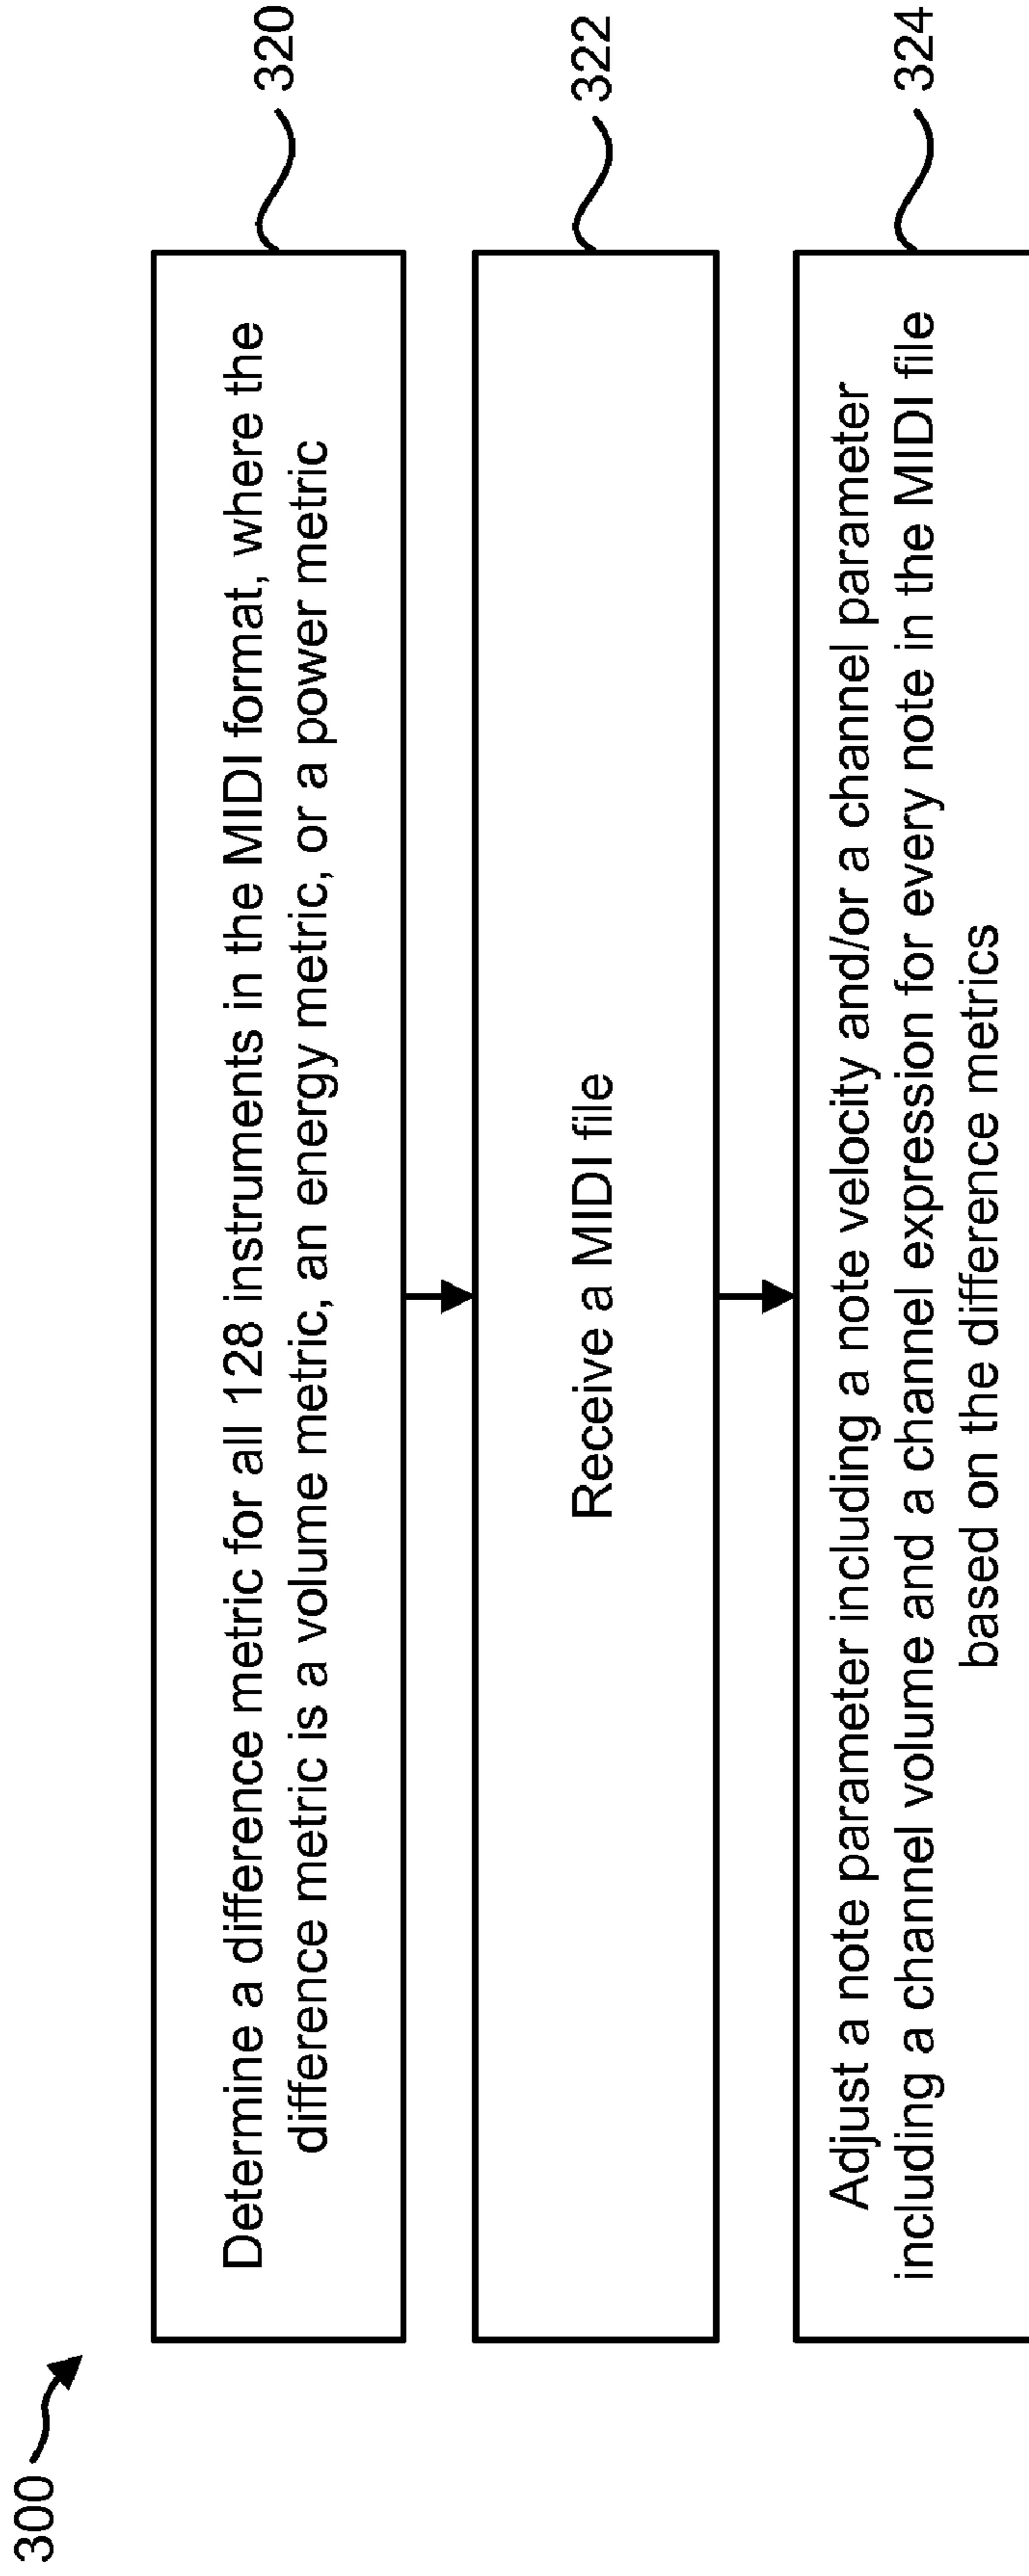 300
Determine a difference metric for all 128 instruments in the MIDI format, where the
difference metric is a volume metric, an energy metric, or a power metric
320
Receive a MIDI file
322
Adjust a note parameter including a note velocity and/or a channel parameter
including a channel volume and a channel expression for every note in the MIDI file
based on the difference metrics
324